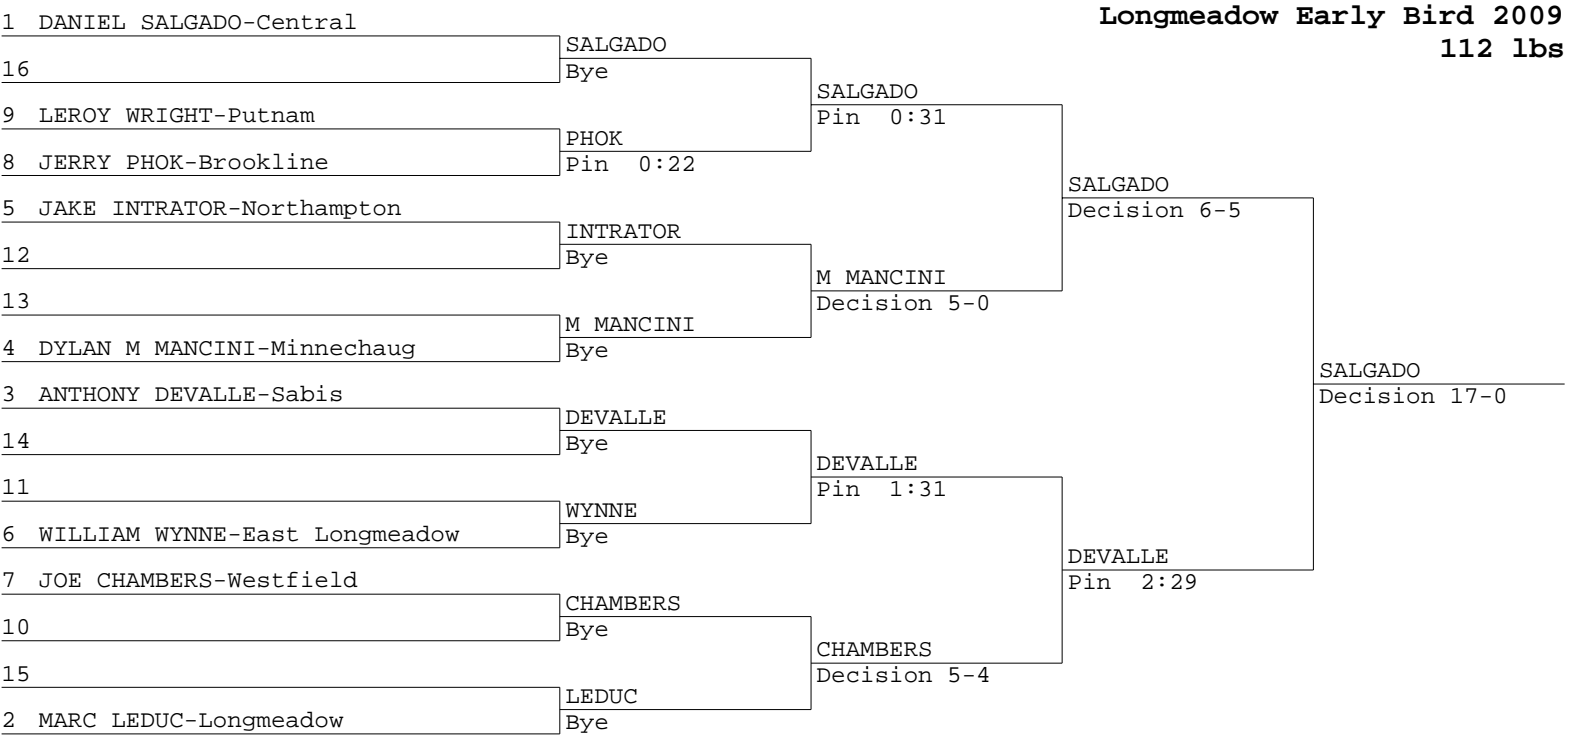 Longmeadow Early Bird 2009
112 lbs
1 DANIEL SALGADO-Central
16
9 LEROY WRIGHT-Putnam
8 JERRY PHOK-Brookline
5 JAKE INTRATOR-Northampton
12
13
4 DYLAN M MANCINI-Minnechaug
3 ANTHONY DEVALLE-Sabis
14
11
6 WILLIAM WYNNE-East Longmeadow
7 JOE CHAMBERS-Westfield
10
15
2 MARC LEDUC-Longmeadow
SALGADO
Bye
PHOK
Pin 0:22
INTRATOR
Bye
M MANCINI
Bye
DEVALLE
Bye
WYNNE
Bye
CHAMBERS
Bye
LEDUC
Bye
SALGADO
Pin 0:31
M MANCINI
Decision 5-0
DEVALLE
Pin 1:31
CHAMBERS
Decision 5-4
SALGADO
Decision 6-5
DEVALLE
Pin 2:29
SALGADO
Decision 17-0